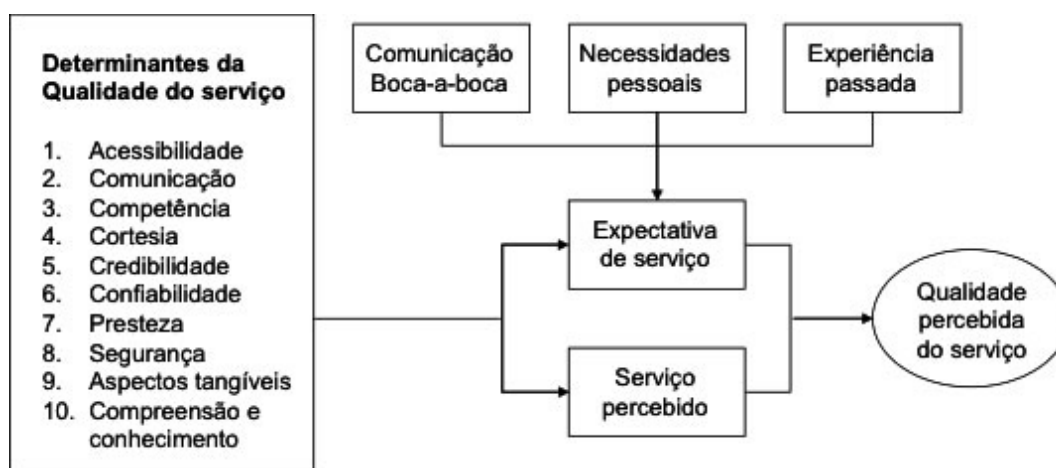 Determinantes da
Qualidade do serviço
1. Acessibilidade
2. Comunicação
3. Competência
4. Cortesia
5. Credibilidade
6. Confiabilidade
7. Presteza
8. Segurança
9. Aspectos tangíveis
10. Compreensão e
conhecimento
Comunicação
Boca-a-boca
Necessidades
pessoais
Experiência
passada
Expectativa
de serviço
Serviço
percebido
Qualidade
percebida
do serviço